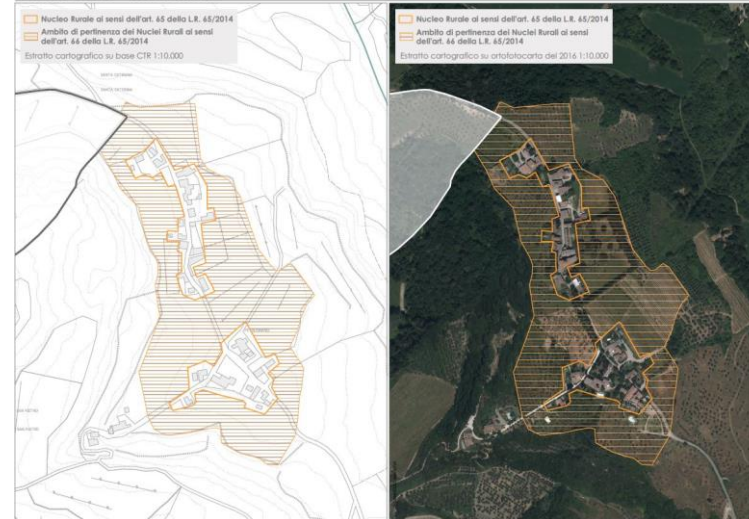 Nucleo Rurale ai sensi dell'art. 65 della L.R. 65/2014
Ambito di pertinenza dei Nuclei Rurali ai sensi
dell'art. 66 della L.R. 65/2014
Estratto cartografico su base CTR 1:10.000
Nucleo Rurale ai sensi dell'art. 65 della L.R. 65/2014
Ambito di pertinenza dei Nuclei Rurali ai sensi
dell'art. 66 della L.R. 65/2014
Estratto cartografico su ortofotocarta del 2016 1:10.000